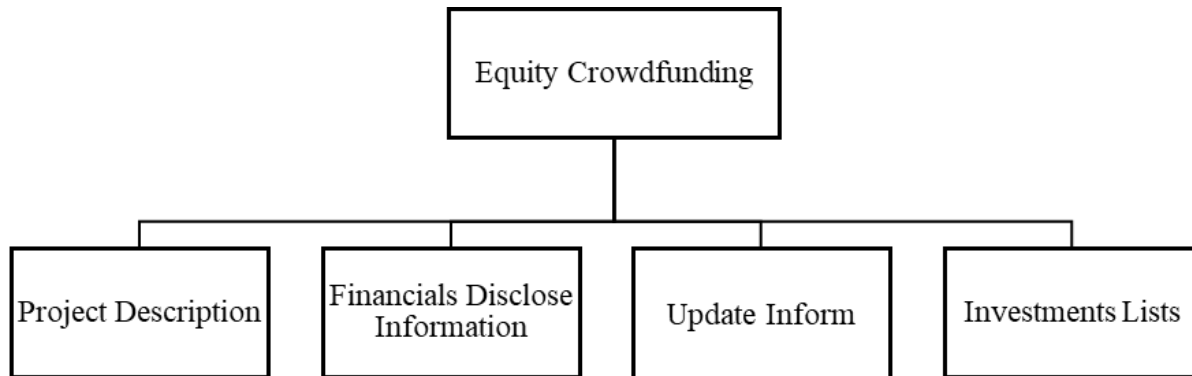 Equity Crowdfunding
Project Description
Financials Disclose
Information
Update Inform
Investments Lists